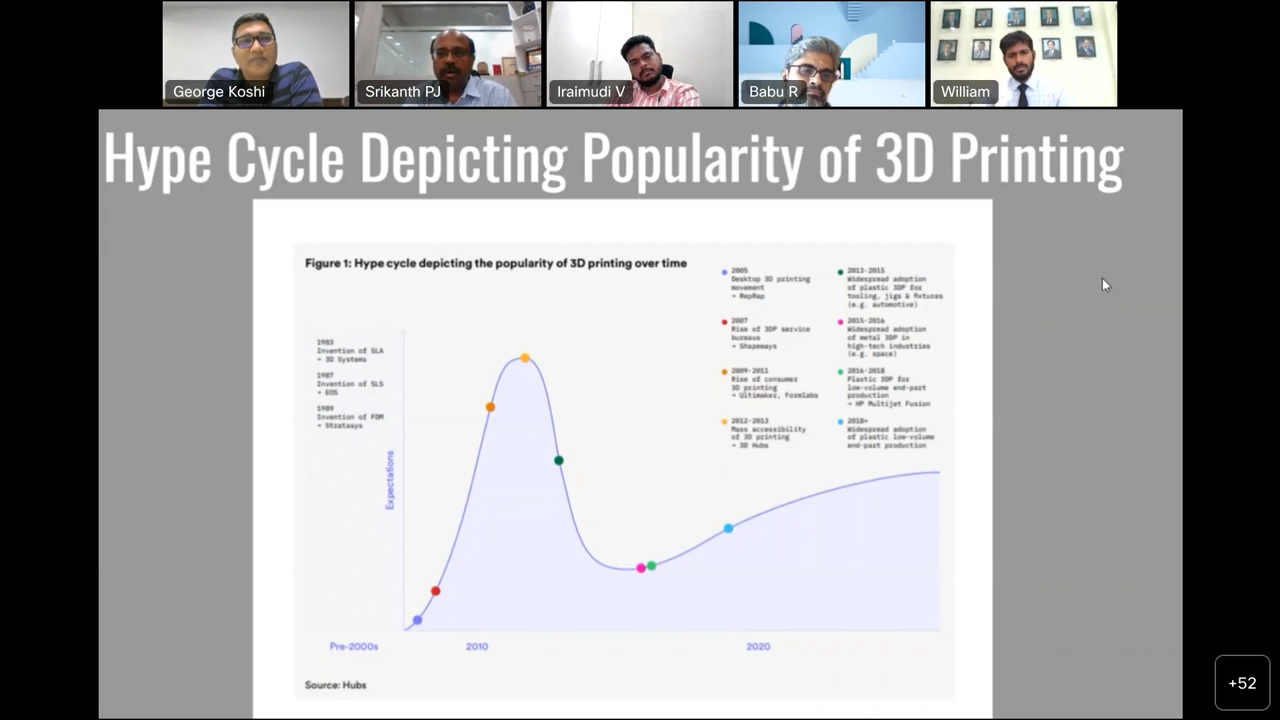 George Koshi
Srikanth PJ
Iraimudi V
Babu R
William
Hype Cycle Depicting Popularity of 3D Printing
Figure 1: Hype cycle depicting the popularity of 3D printing over time
1983
Invention of SLA
→ 3D Systems
1987
Invention of SLS
→ EOS
1989
Invention of FDM
→ Stratasys
2005
Desktop 3D printing
movement
→ RepRap
2007
Rise of 3DP service
bureaus
→ Shapeways
2009-2011
Rise of consumer
3D printing
→ Ultimaker, Formlabs
2012-2013
Mass accessibility
of 3D printing
→ 3D Hubs
2013-2015
Widespread adoption
of plastic 3DP for
tooling, jigs & fixtures
(e.g. automotive)
2015-2016
Widespread adoption
of metal 3DP in
high-tech industries
(e.g. space)
2016-2018
Plastic 3DP for
low-volume end-part
production
→ HP Multijet Fusion
2018+
Widespread adoption
of plastic low-volume
end-part production
Expectations
Pre-2000s
2010
2020
Source: Hubs
+52